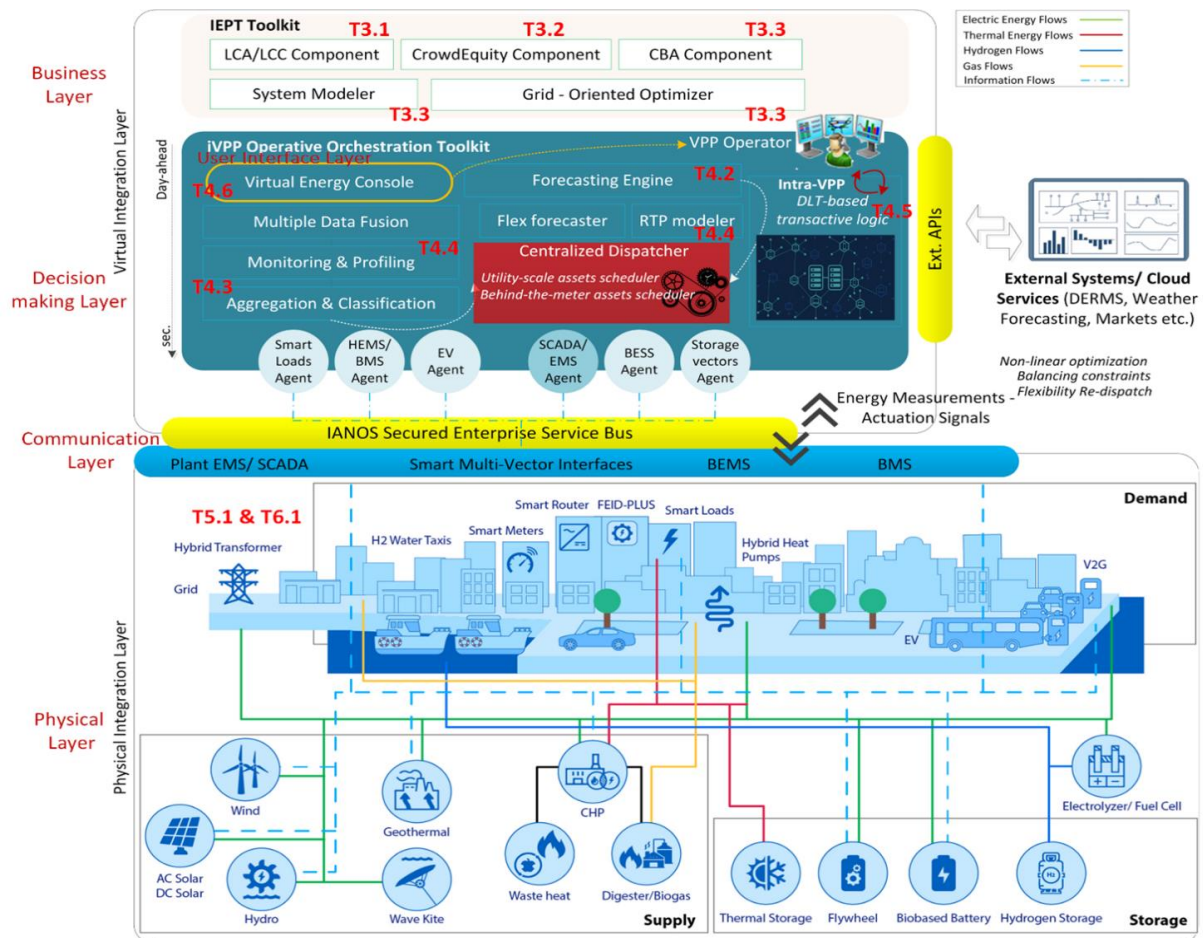 IEPT Toolkit
T3.1
T3.2
T3.3
LCA/LCC Component
CrowdEquity Component
CBA Component
System Modeler
Grid - Oriented Optimizer
T3.3
T3.3
Business
Layer
Virtual Integration Layer
Electric Energy Flows
Thermal Energy Flows
Hydrogen Flows
Gas Flows
Information Flows
Day-ahead
sec.
iVPP Operative Orchestration Toolkit
User Interface Layer
VPP Operator
T4.6
Virtual Energy Console
Forecasting Engine
T4.2
Intra-VPP
DLT-based
transactive logic
T4.5
Multiple Data Fusion
Flex forecaster
RTP modeler
T4.4
T4.4
Monitoring & Profiling
Centralized Dispatcher
Utility-scale assets scheduler
Behind-the-meter assets scheduler
T4.3
Aggregation & Classification
Decision
making Layer
Ext. APIs
External Systems/ Cloud
Services (DERMS, Weather
Forecasting, Markets etc.)
Smart
Loads
Agent
HEMS/
BMS
Agent
EV
Agent
SCADA/
EMS
Agent
BESS
Agent
Storage
vectors
Agent
Non-linear optimization
Balancing constraints
Flexibility Re-dispatch
Energy Measurements -
Actuation Signals
Communication
Layer
IANOS Secured Enterprise Service Bus
Plant EMS/ SCADA
Smart Multi-Vector Interfaces
BEMS
BMS
Demand
T5.1 & T6.1
Hybrid Transformer
Grid
H2 Water Taxis
Smart Meters
Smart Router
FEID-PLUS
Smart Loads
Hybrid Heat
Pumps
V2G
EV
Physical
Layer
Physical Integration Layer
Wind
Geothermal
CHP
Electrolyzer/ Fuel Cell
AC Solar
DC Solar
Hydro
Wave Kite
Waste heat
Digester/Biogas
Supply
Thermal Storage
Flywheel
Biobased Battery
H₂
Hydrogen Storage
Storage